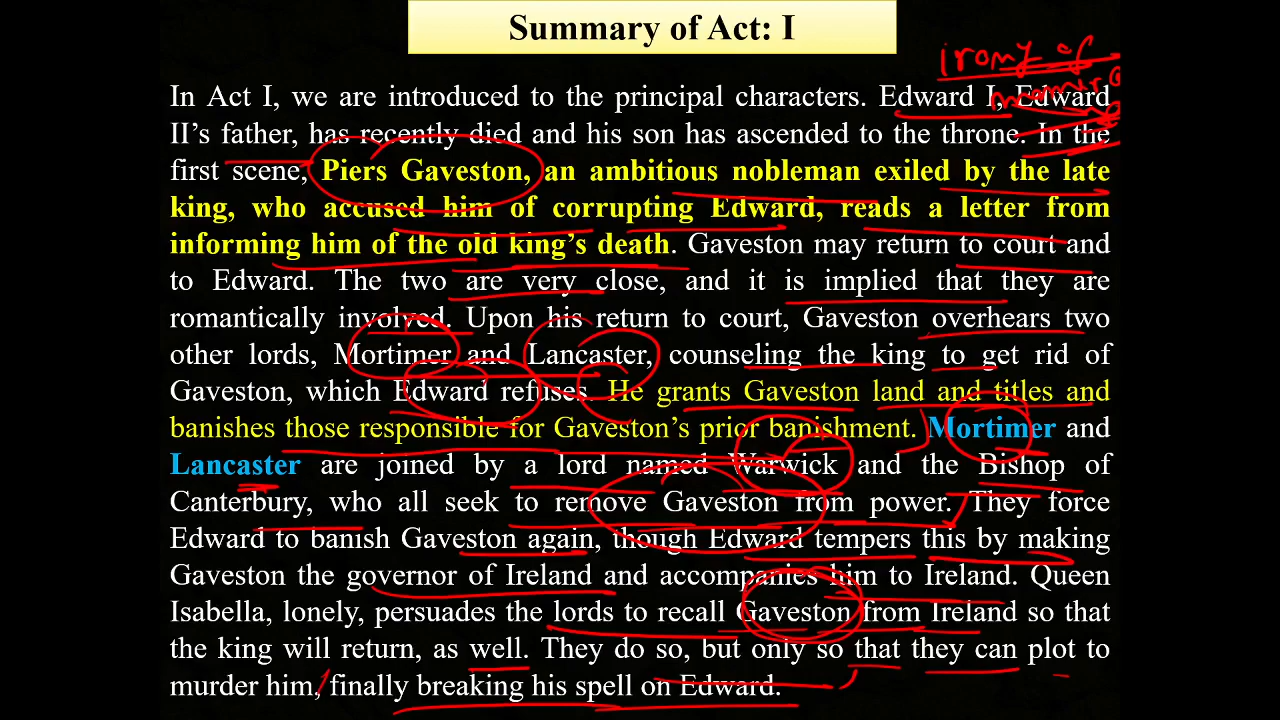 Summary of Act: I
irony of
In Act I, we are introduced to the principal characters. Edward I, Edward
II's father, has recently died and his son has ascended to the throne. In the
first scene, Piers Gaveston, an ambitious nobleman exiled by the late
king, who accused him of corrupting Edward, reads a letter from
informing him of the old king's death. Gaveston may return to court and
to Edward. The two are very close, and it is implied that they are
romantically involved. Upon his return to court, Gaveston overhears two
other lords, Mortimer and Lancaster, counseling the king to get rid of
Gaveston, which Edward refuses. He grants Gaveston land and titles and
banishes those responsible for Gaveston's prior banishment. Mortimer and
Lancaster are joined by a lord named Warwick and the Bishop of
Canterbury, who all seek to remove Gaveston from power. They force
Edward to banish Gaveston again, though Edward tempers this by making
Gaveston the governor of Ireland and accompanies him to Ireland. Queen
Isabella, lonely, persuades the lords to recall Gaveston from Ireland so that
the king will return, as well. They do so, but only so that they can plot to
murder him, finally breaking his spell on Edward.